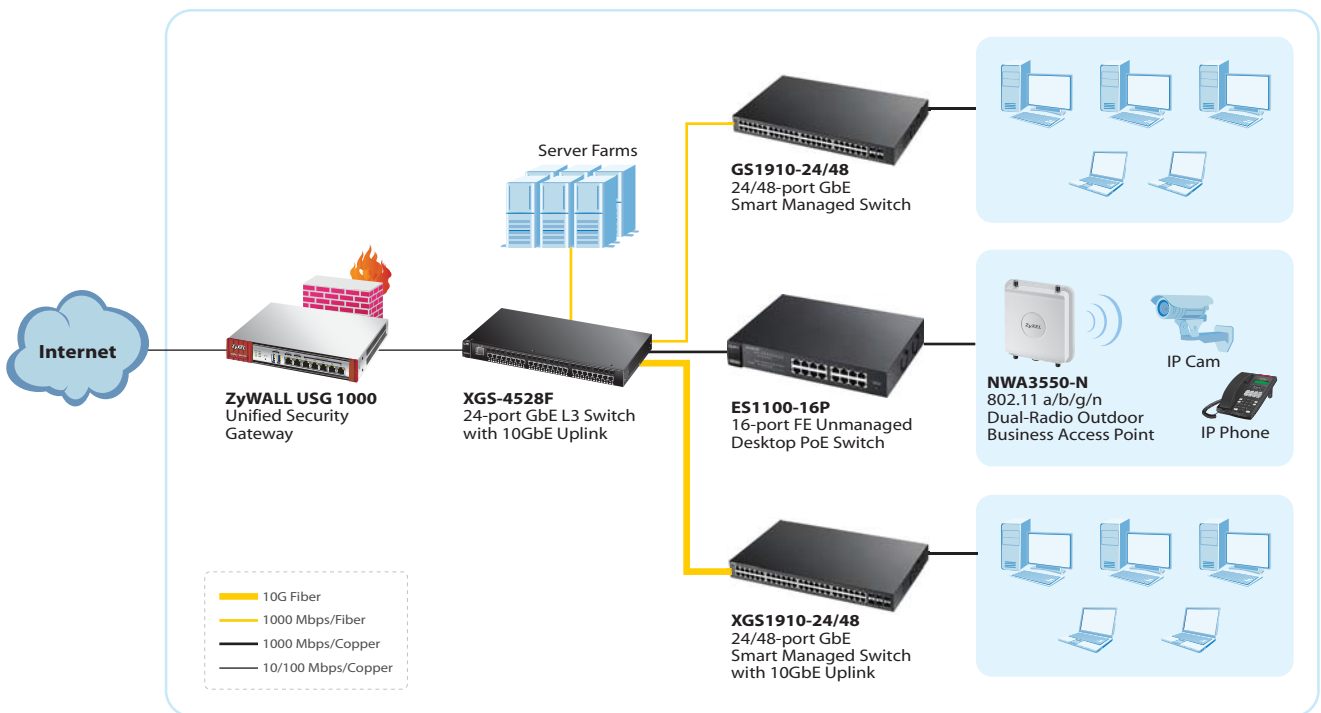 Server Farms
GS1910-24/48
24/48-port GbE
Smart Managed Switch
Internet
ZyXEL
ZyWALL USG 1000
Unified Security
Gateway
XGS-4528F
24-port GbE L3 Switch
with 10GbE Uplink
ES1100-16P
16-port FE Unmanaged
Desktop PoE Switch
ZyXEL
NWA3550-N
802.11 a/b/g/n
Dual-Radio Outdoor
Business Access Point
IP Cam
IP Phone
XGS1910-24/48
24/48-port GbE
Smart Managed Switch
with 10GbE Uplink
10G Fiber
1000 Mbps/Fiber
1000 Mbps/Copper
10/100 Mbps/Copper